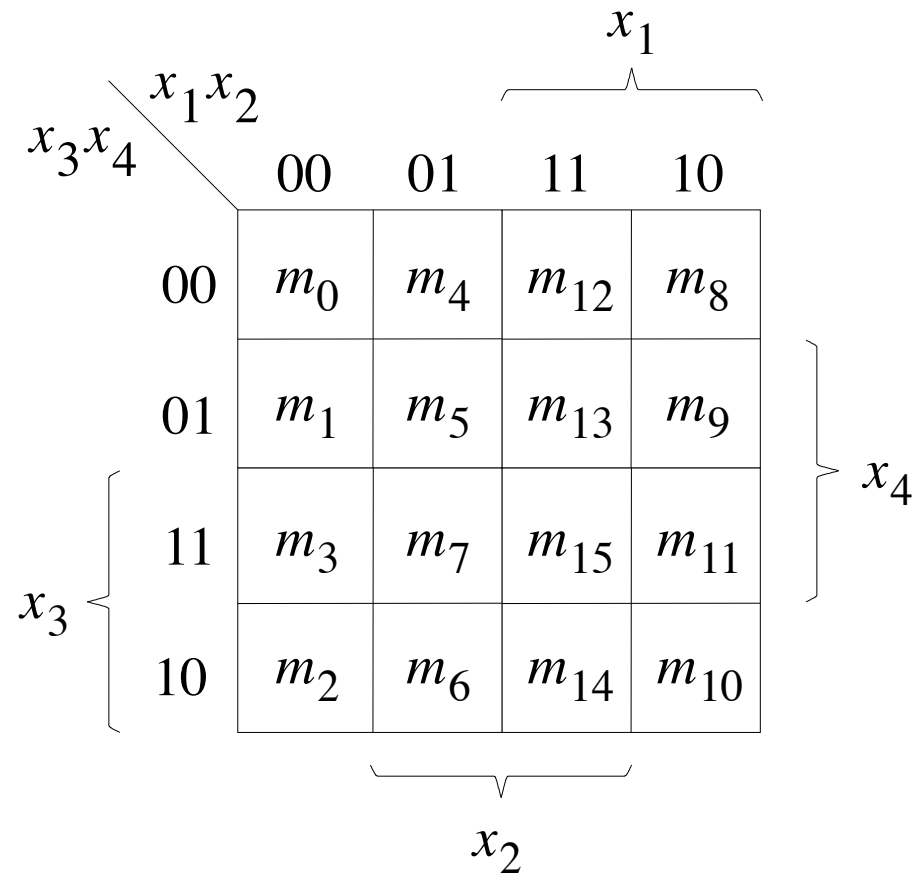 x₁
x₁x₂
x₃x₄
00 01 11 10
00 m₀ m₄ m₁₂ m₈
01 m₁ m₅ m₁₃ m₉
x₄
11 m₃ m₇ m₁₅ m₁₁
x₃
10 m₂ m₆ m₁₄ m₁₀
x₂